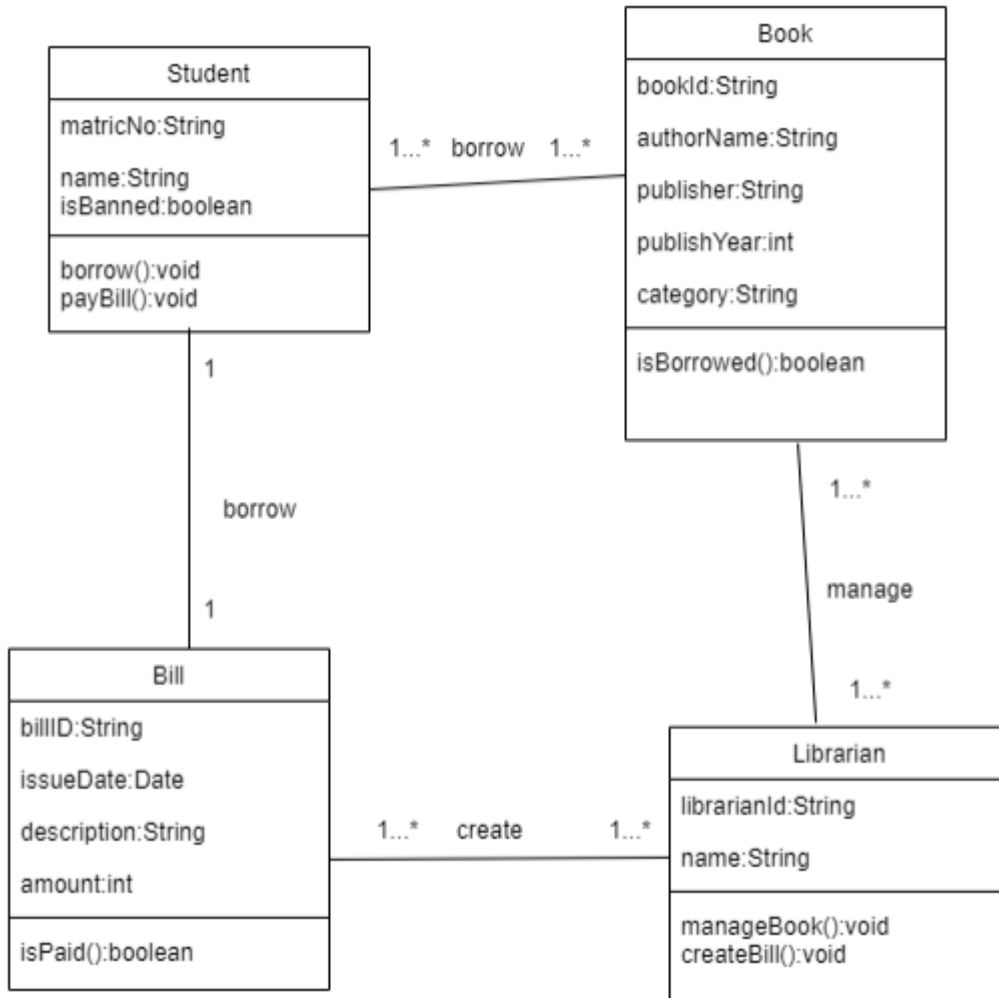 Student
matricNo:String
name:String
isBanned:boolean
borrow():void
payBill():void
1...* borrow 1...*
Book
bookId:String
authorName:String
publisher:String
publishYear:int
category:String
isBorrowed():boolean
1
borrow
1
1...*
manage
1...*
Bill
billID:String
issueDate:Date
description:String
amount:int
isPaid():boolean
1...* create 1...*
Librarian
librarianId:String
name:String
manageBook():void
createBill():void